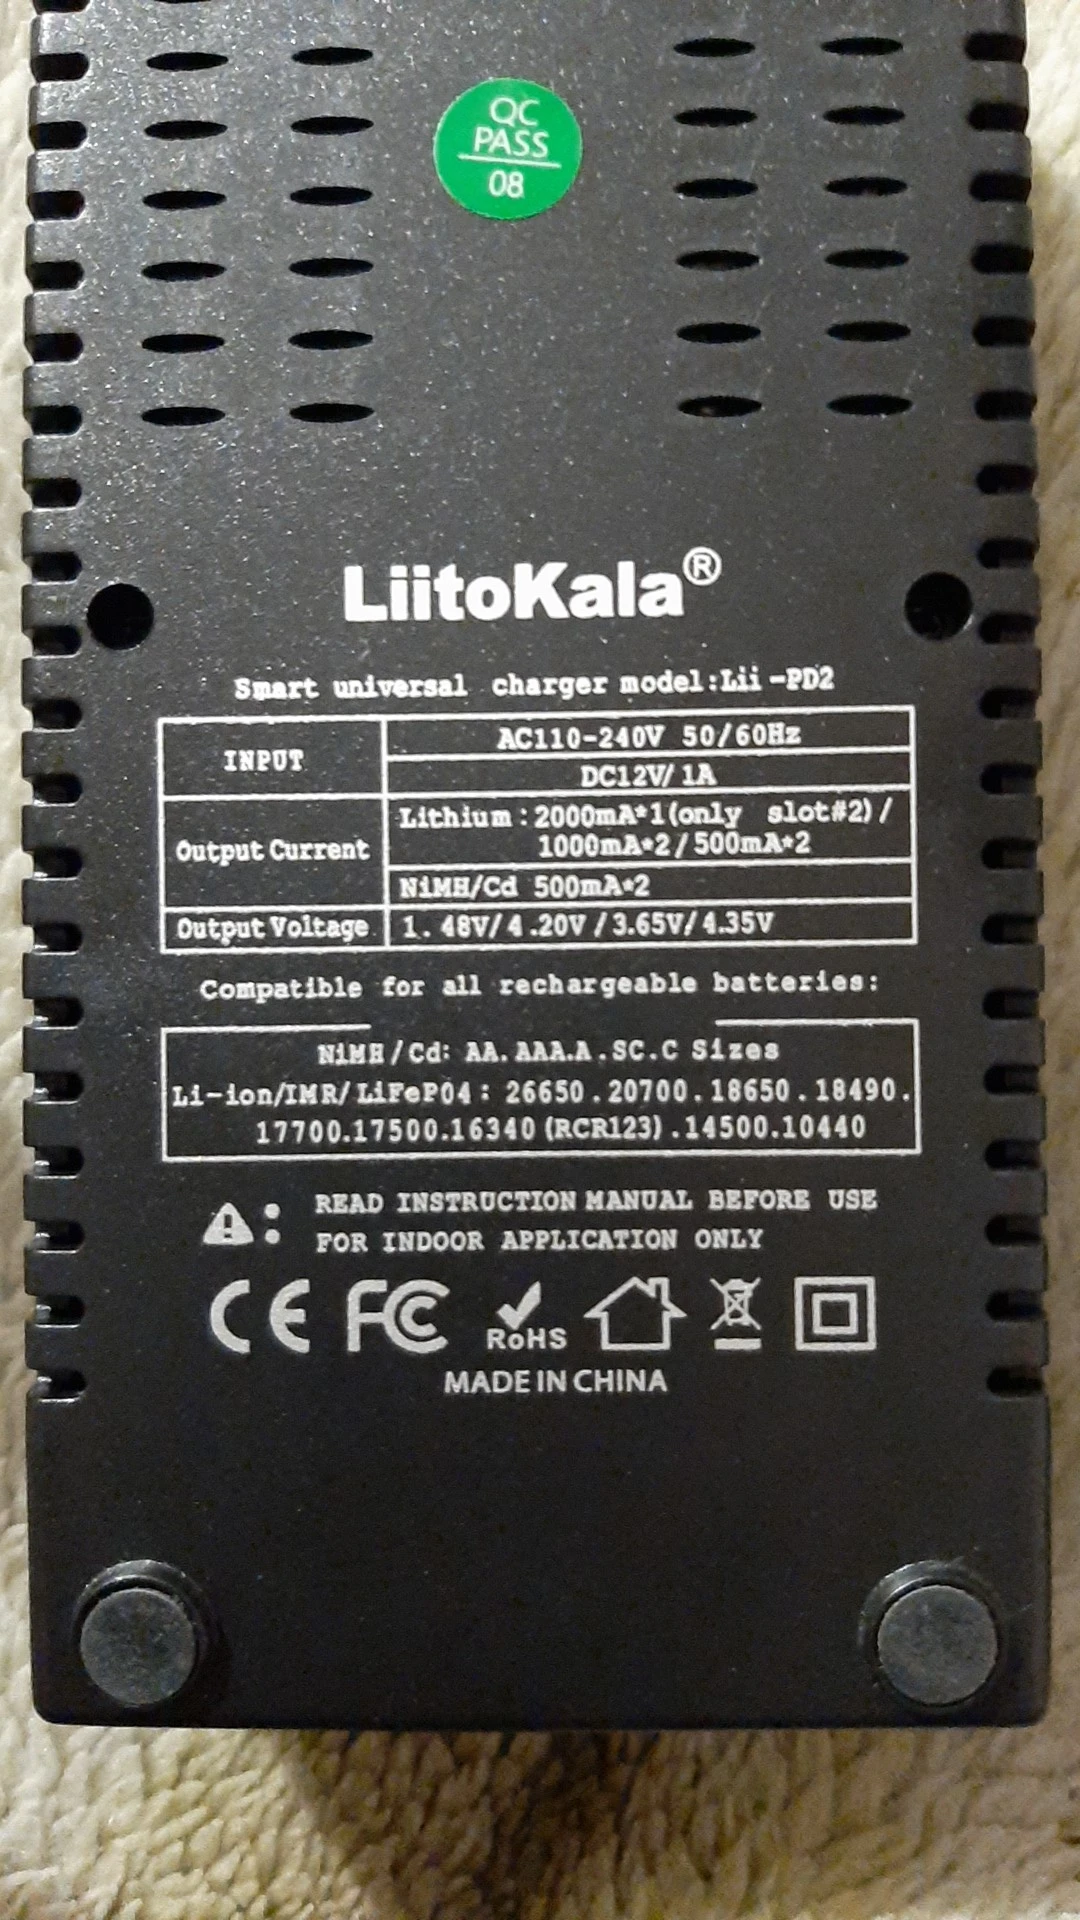 QC
PASS
08
LiitoKala®
Smart universal charger model:Lii-PD2
INPUT
AC110-240V 50/60Hz
DC12V/1A
Output Current
Lithium:2000mA*1(only slot#2)/
1000mA*2/500mA*2
NiMH/Cd 500mA*2
Output Voltage
1.48V/4.20V/3.65V/4.35V
Compatible for all rechargeable batteries:
NiMH/Cd: AA.AAA.A.SC.C Sizes
Li-ion/IMR/LiFePO4: 26650.20700.18650.18490.
17700.17500.16340(RCR123).14500.10440
: READ INSTRUCTION MANUAL BEFORE USE
FOR INDOOR APPLICATION ONLY
CE FC RoHS
MADE IN CHINA